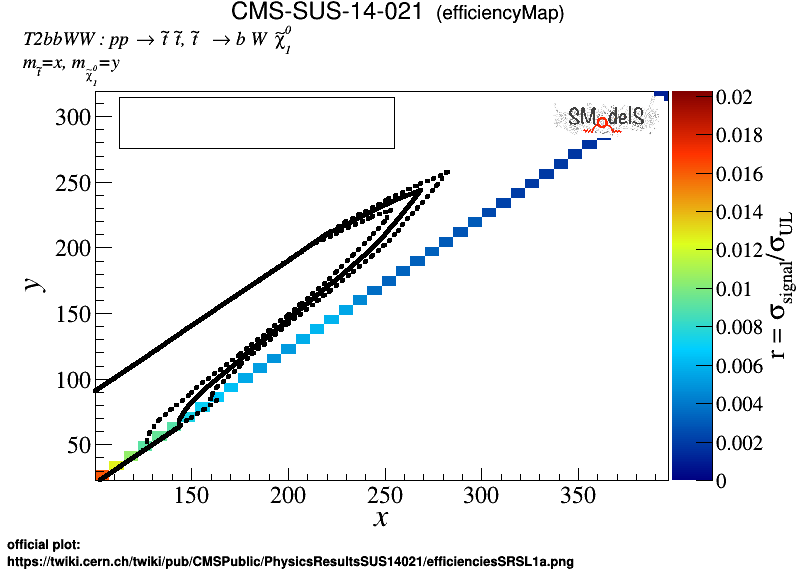 CMS-SUS-14-021 (efficiencyMap)
T2bbWW : pp → t̃ t̃, t̃ → b W χ̃⁰₁
m_t̃=x, m_χ̃⁰₁=y
SModelS
300
250
200
150
100
50
y
150 200 250 300 350
x
0.02
0.018
0.016
0.014
0.012
0.01
0.008
0.006
0.004
0.002
0
r = σ_signal/σ_UL
official plot:
https://twiki.cern.ch/twiki/pub/CMSPublic/PhysicsResultsSUS14021/efficienciesSRSL1a.png